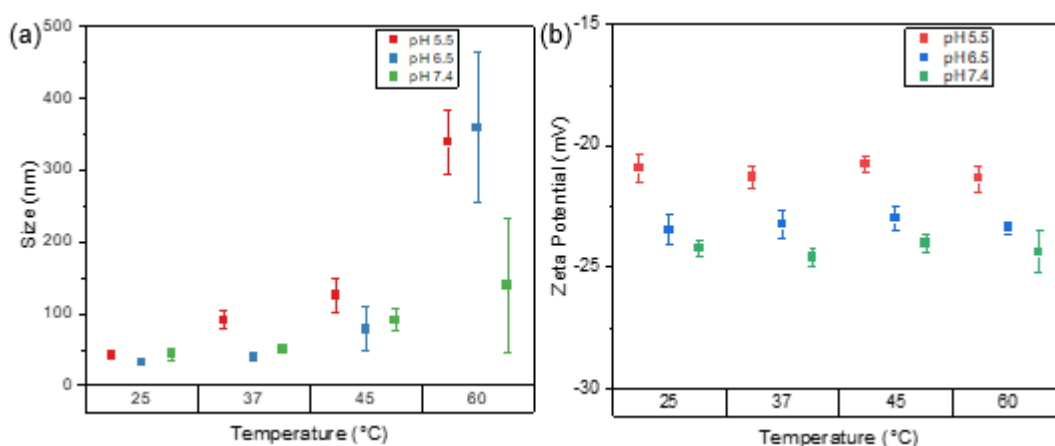 (a)
500
400
300
200
100
0
Size (nm)
pH 5.5
pH 6.5
pH 7.4
25 37 45 60
Temperature (°C)
(b)
-15
-20
-25
-30
Zeta Potential (mV)
pH 5.5
pH 6.5
pH 7.4
25 37 45 60
Temperature (°C)